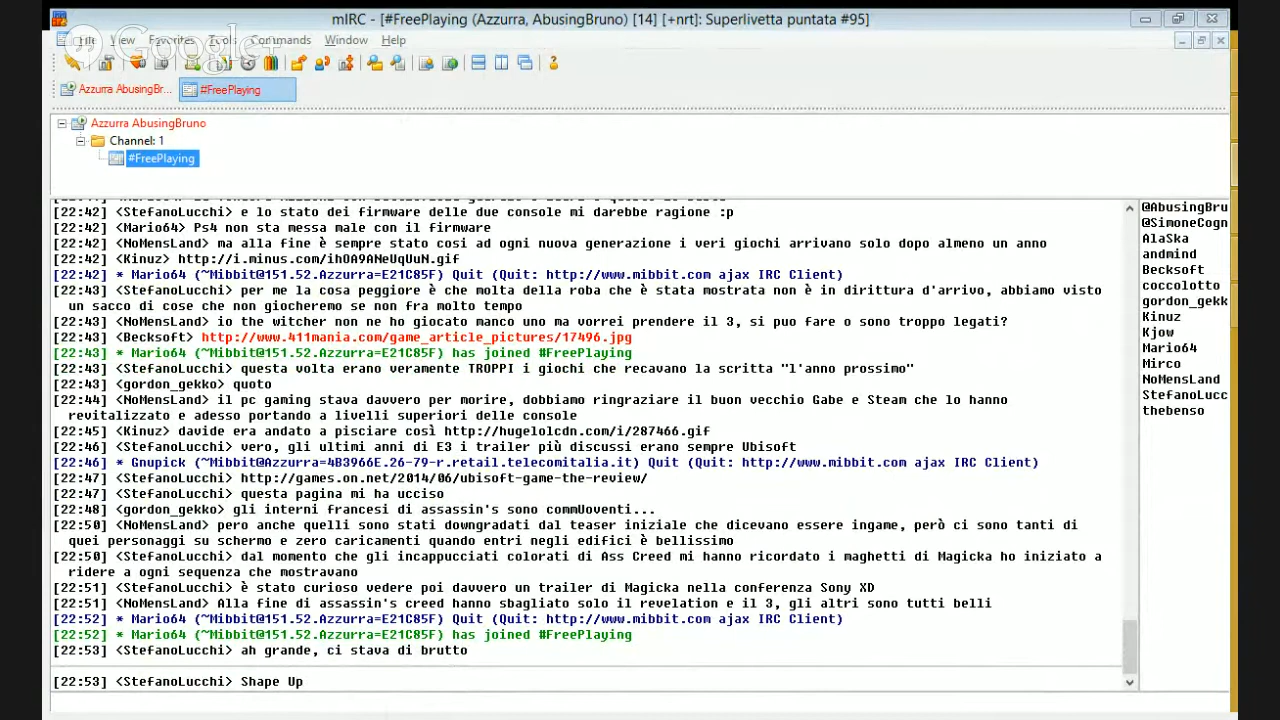 mIRC - [#FreePlaying (Azzurra, AbusingBruno) [14] [+nrt]: Superlivetta puntata #95]
File View Favorites Tools Commands Window Help
Azzurra AbusingBr... #FreePlaying
Azzurra AbusingBruno
Channel: 1
#FreePlaying
[22:42] <StefanoLucchi> e lo stato dei firmware delle due console mi darebbe ragione :p
[22:42] <Mario64> Ps4 non sta messa male con il firmware
[22:42] <NoMensLand> ma alla fine è sempre stato cosi ad ogni nuova generazione i veri giochi arrivano solo dopo almeno un anno
[22:42] <Kinuz> http://i.minus.com/ihOA9ANeUqUuN.gif
[22:42] * Mario64 (~Mibbit@151.52.Azzurra=E21C85F) Quit (Quit: http://www.mibbit.com ajax IRC Client)
[22:43] <StefanoLucchi> per me la cosa peggiore è che molta della roba che è stata mostrata non è in dirittura d'arrivo, abbiamo visto
un sacco di cose che non giocheremo se non fra molto tempo
[22:43] <NoMensLand> io the witcher non ne ho giocato manco uno ma vorrei prendere il 3, si puo fare o sono troppo legati?
[22:43] <Becksoft> http://www.411mania.com/game_article_pictures/17496.jpg
[22:43] * Mario64 (~Mibbit@151.52.Azzurra=E21C85F) has joined #FreePlaying
[22:43] <StefanoLucchi> questa volta erano veramente TROPPI i giochi che recavano la scritta "l'anno prossimo"
[22:43] <gordon_gekko> quoto
[22:44] <NoMensLand> il pc gaming stava davvero per morire, dobbiamo ringraziare il buon vecchio Gabe e Steam che lo hanno
revitalizzato e adesso portando a livelli superiori delle console
[22:45] <Kinuz> davide era andato a pisciare così http://hugelolcdn.com/i/287466.gif
[22:46] <StefanoLucchi> vero, gli ultimi anni di E3 i trailer più discussi erano sempre Ubisoft
[22:46] * Gnupick (~Mibbit@Azzurra=4B3966E.26-79-r.retail.telecomitalia.it) Quit (Quit: http://www.mibbit.com ajax IRC Client)
[22:47] <StefanoLucchi> http://games.on.net/2014/06/ubisoft-game-the-review/
[22:47] <StefanoLucchi> questa pagina mi ha ucciso
[22:48] <gordon_gekko> gli interni francesi di assassin's sono commUoventi...
[22:50] <NoMensLand> pero anche quelli sono stati downgradati dal teaser iniziale che dicevano essere ingame, però ci sono tanti di
quei personaggi su schermo e zero caricamenti quando entri negli edifici è bellissimo
[22:50] <StefanoLucchi> dal momento che gli incappucciati colorati di Ass Creed mi hanno ricordato i maghetti di Magicka ho iniziato a
ridere a ogni sequenza che mostravano
[22:51] <StefanoLucchi> è stato curioso vedere poi davvero un trailer di Magicka nella conferenza Sony XD
[22:51] <NoMensLand> Alla fine di assassin's creed hanno sbagliato solo il revelation e il 3, gli altri sono tutti belli
[22:52] * Mario64 (~Mibbit@151.52.Azzurra=E21C85F) Quit (Quit: http://www.mibbit.com ajax IRC Client)
[22:52] * Mario64 (~Mibbit@151.52.Azzurra=E21C85F) has joined #FreePlaying
[22:53] <StefanoLucchi> ah grande, ci stava di brutto
[22:53] <StefanoLucchi> Shape Up
@AbusingBru
@SimoneCogn
AlaSka
andmind
Becksoft
coccolotto
gordon_gekk
Kinuz
Kjow
Mario64
Mirco
NoMensLand
StefanoLucc
thebenso